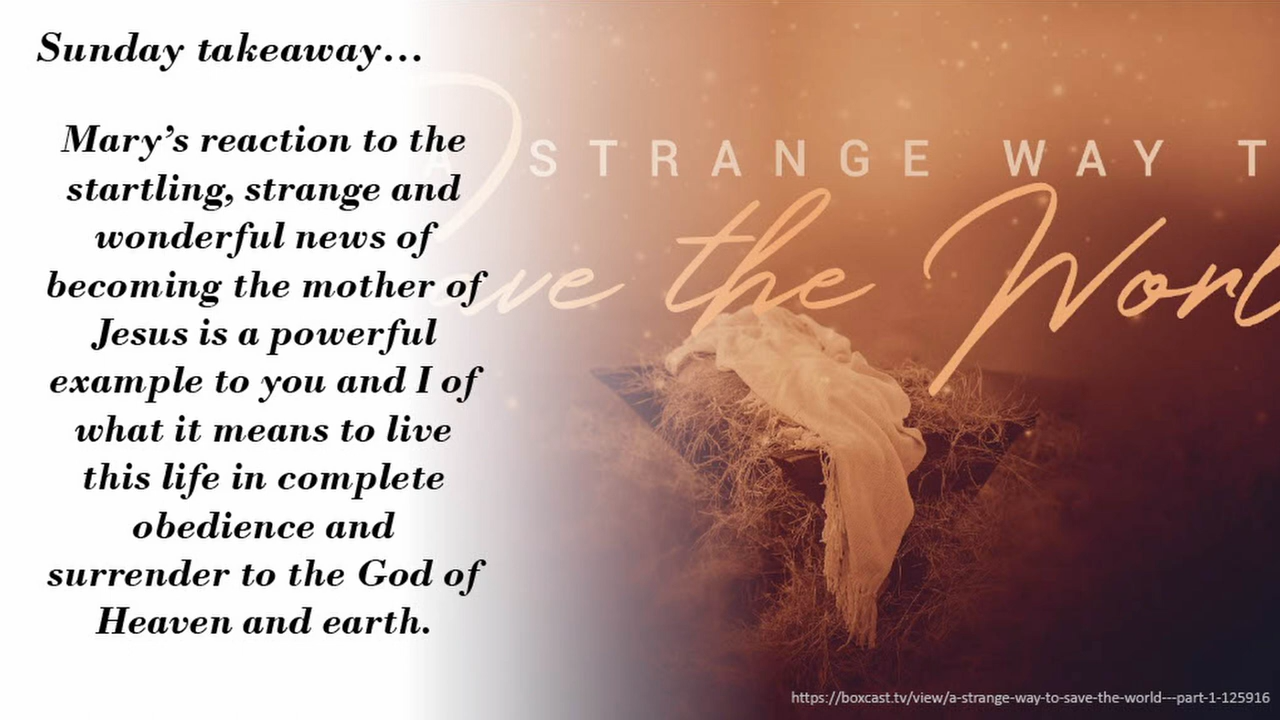 Sunday takeaway...
Mary's reaction to the
startling, strange and
wonderful news of
becoming the mother of
Jesus is a powerful
example to you and I of
what it means to live
this life in complete
obedience and
surrender to the God of
Heaven and earth.
A STRANGE WAY T
ave the Worl
https://boxcast.tv/view/a-strange-way-to-save-the-world---part-1-125916